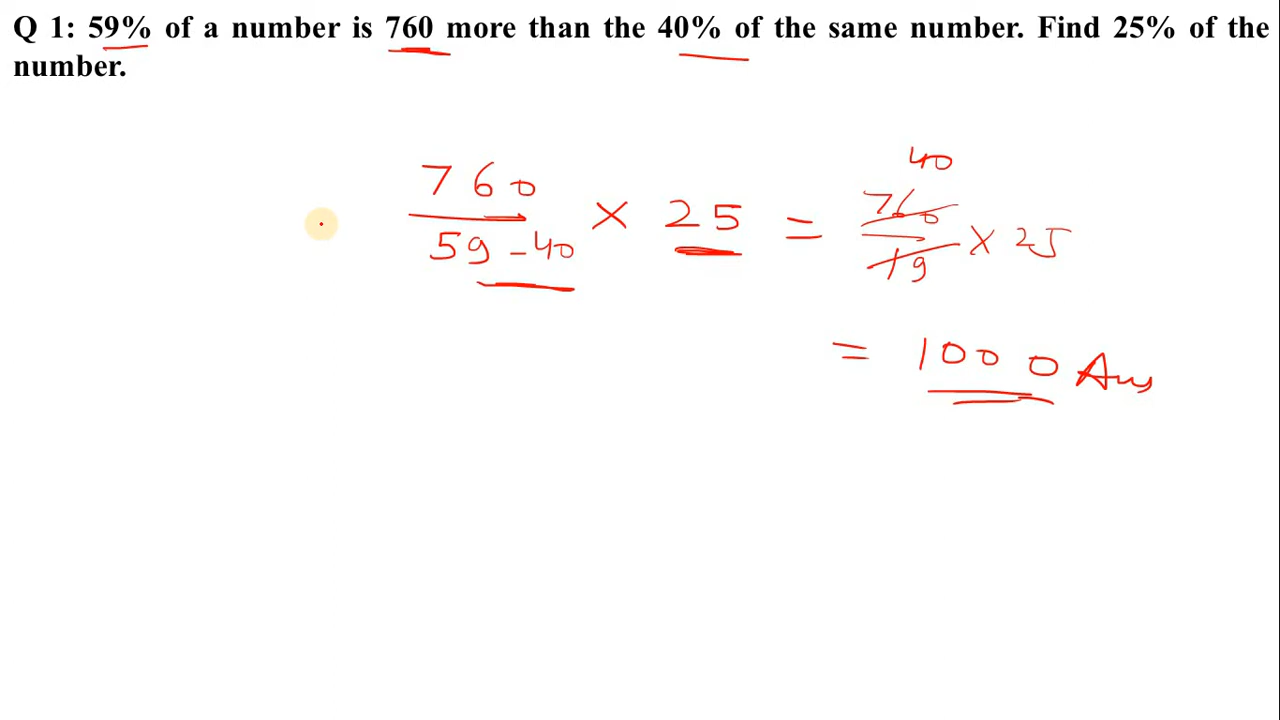 Q 1: 59% of a number is 760 more than the 40% of the same number. Find 25% of the
number.
40
760 / 59 - 40 × 25 = 760 / 19 × 25
= 1000 Ans